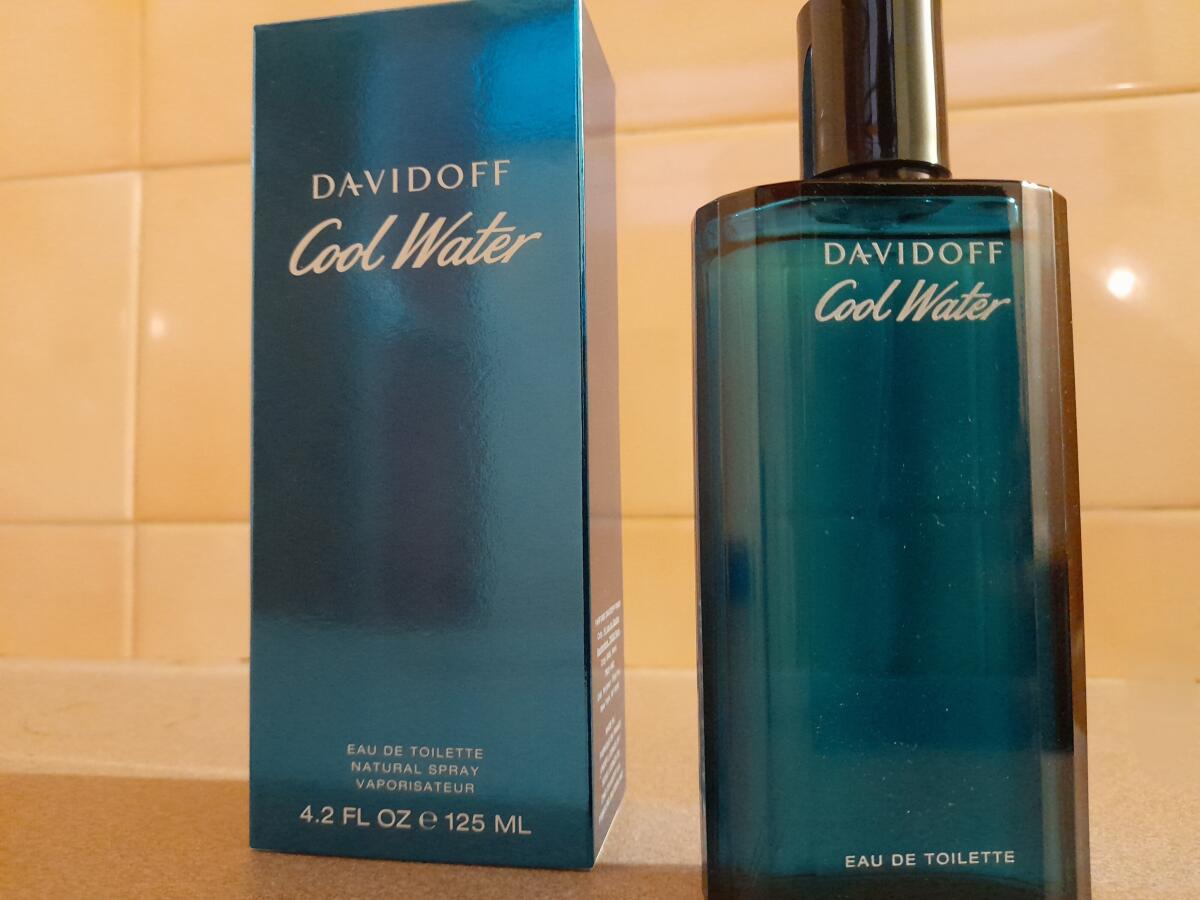 DAVIDOFF
Cool Water
EAU DE TOILETTE
NATURAL SPRAY
VAPORISATEUR
4.2 FL OZ e 125 ML
DAVIDOFF
Cool Water
EAU DE TOILETTE